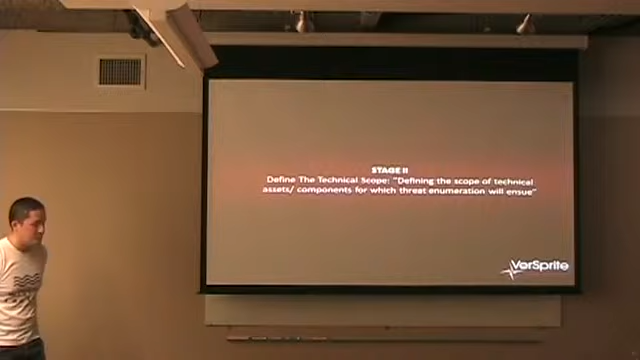 STAGE II
Define The Technical Scope: "Defining the scope of technical
assets/ components for which threat enumeration will ensue"
VerSprite